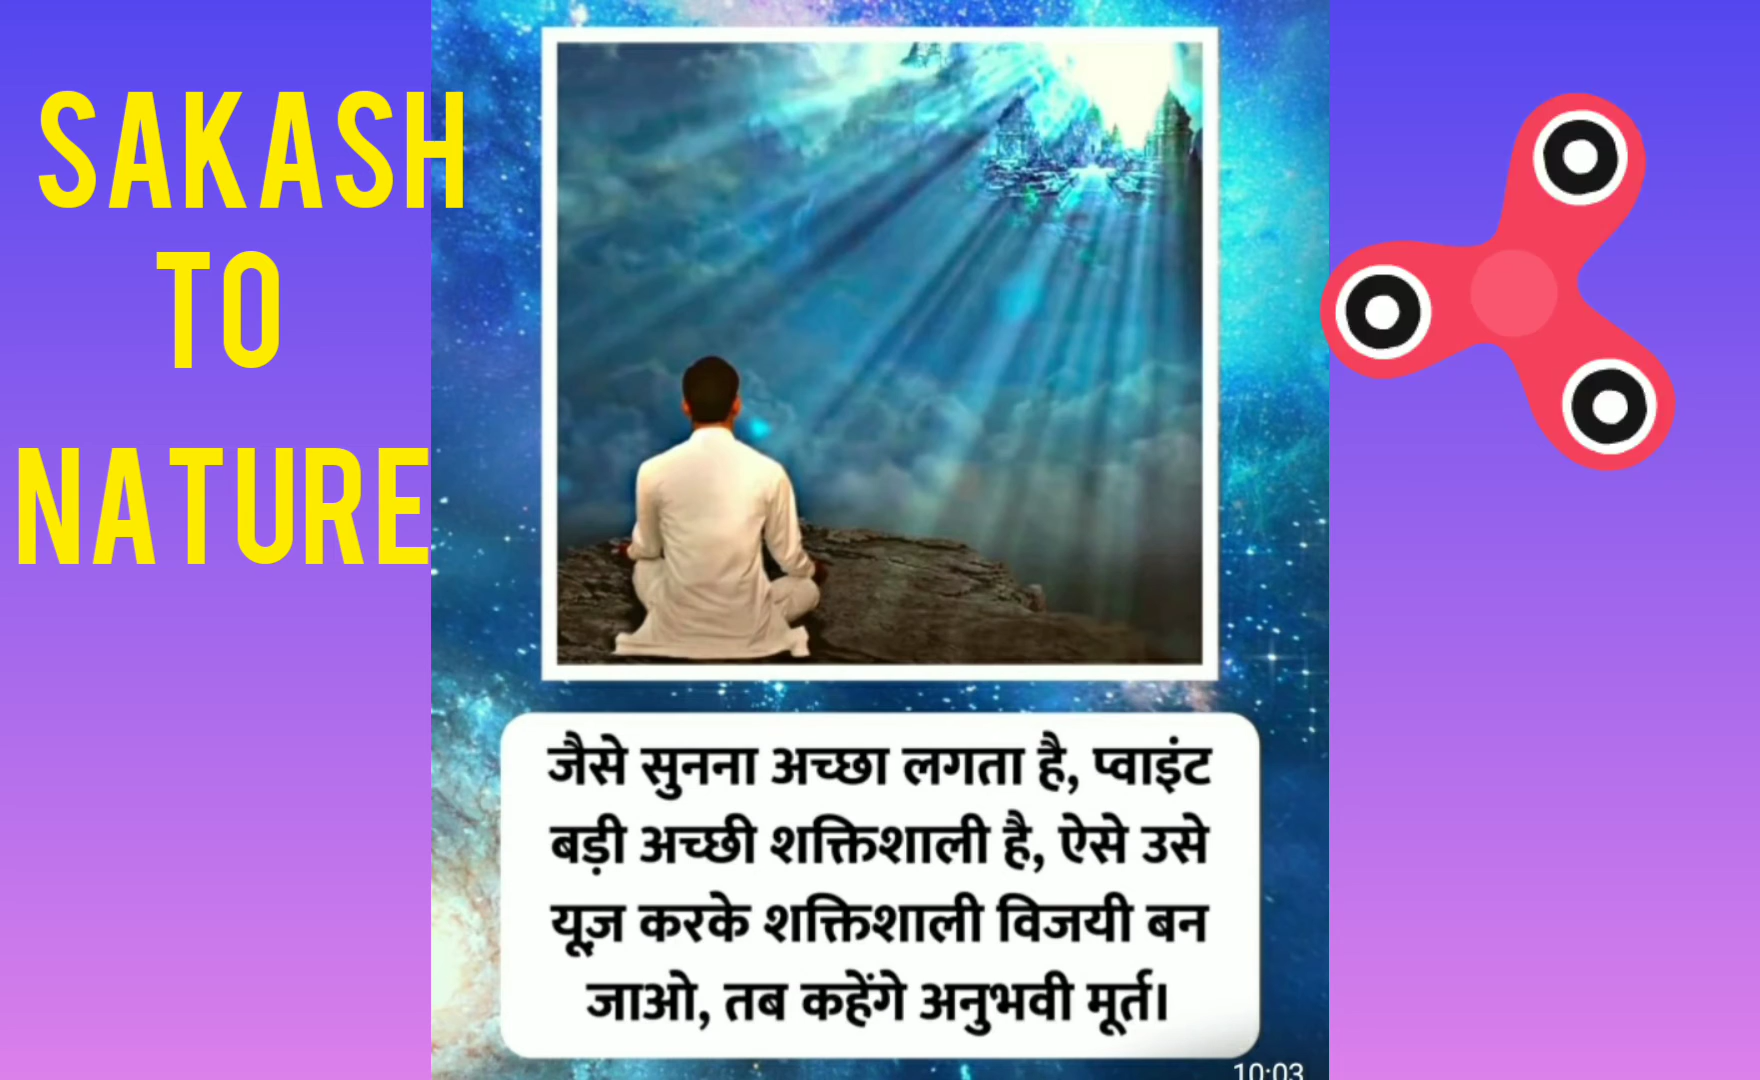 SAKASH
TO
NATURE
जैसे सुनना अच्छा लगता है, प्वाइंट
बड़ी अच्छी शक्तिशाली है, ऐसे उसे
यूज़ करके शक्तिशाली विजयी बन
जाओ, तब कहेंगे अनुभवी मूर्त।
10:03